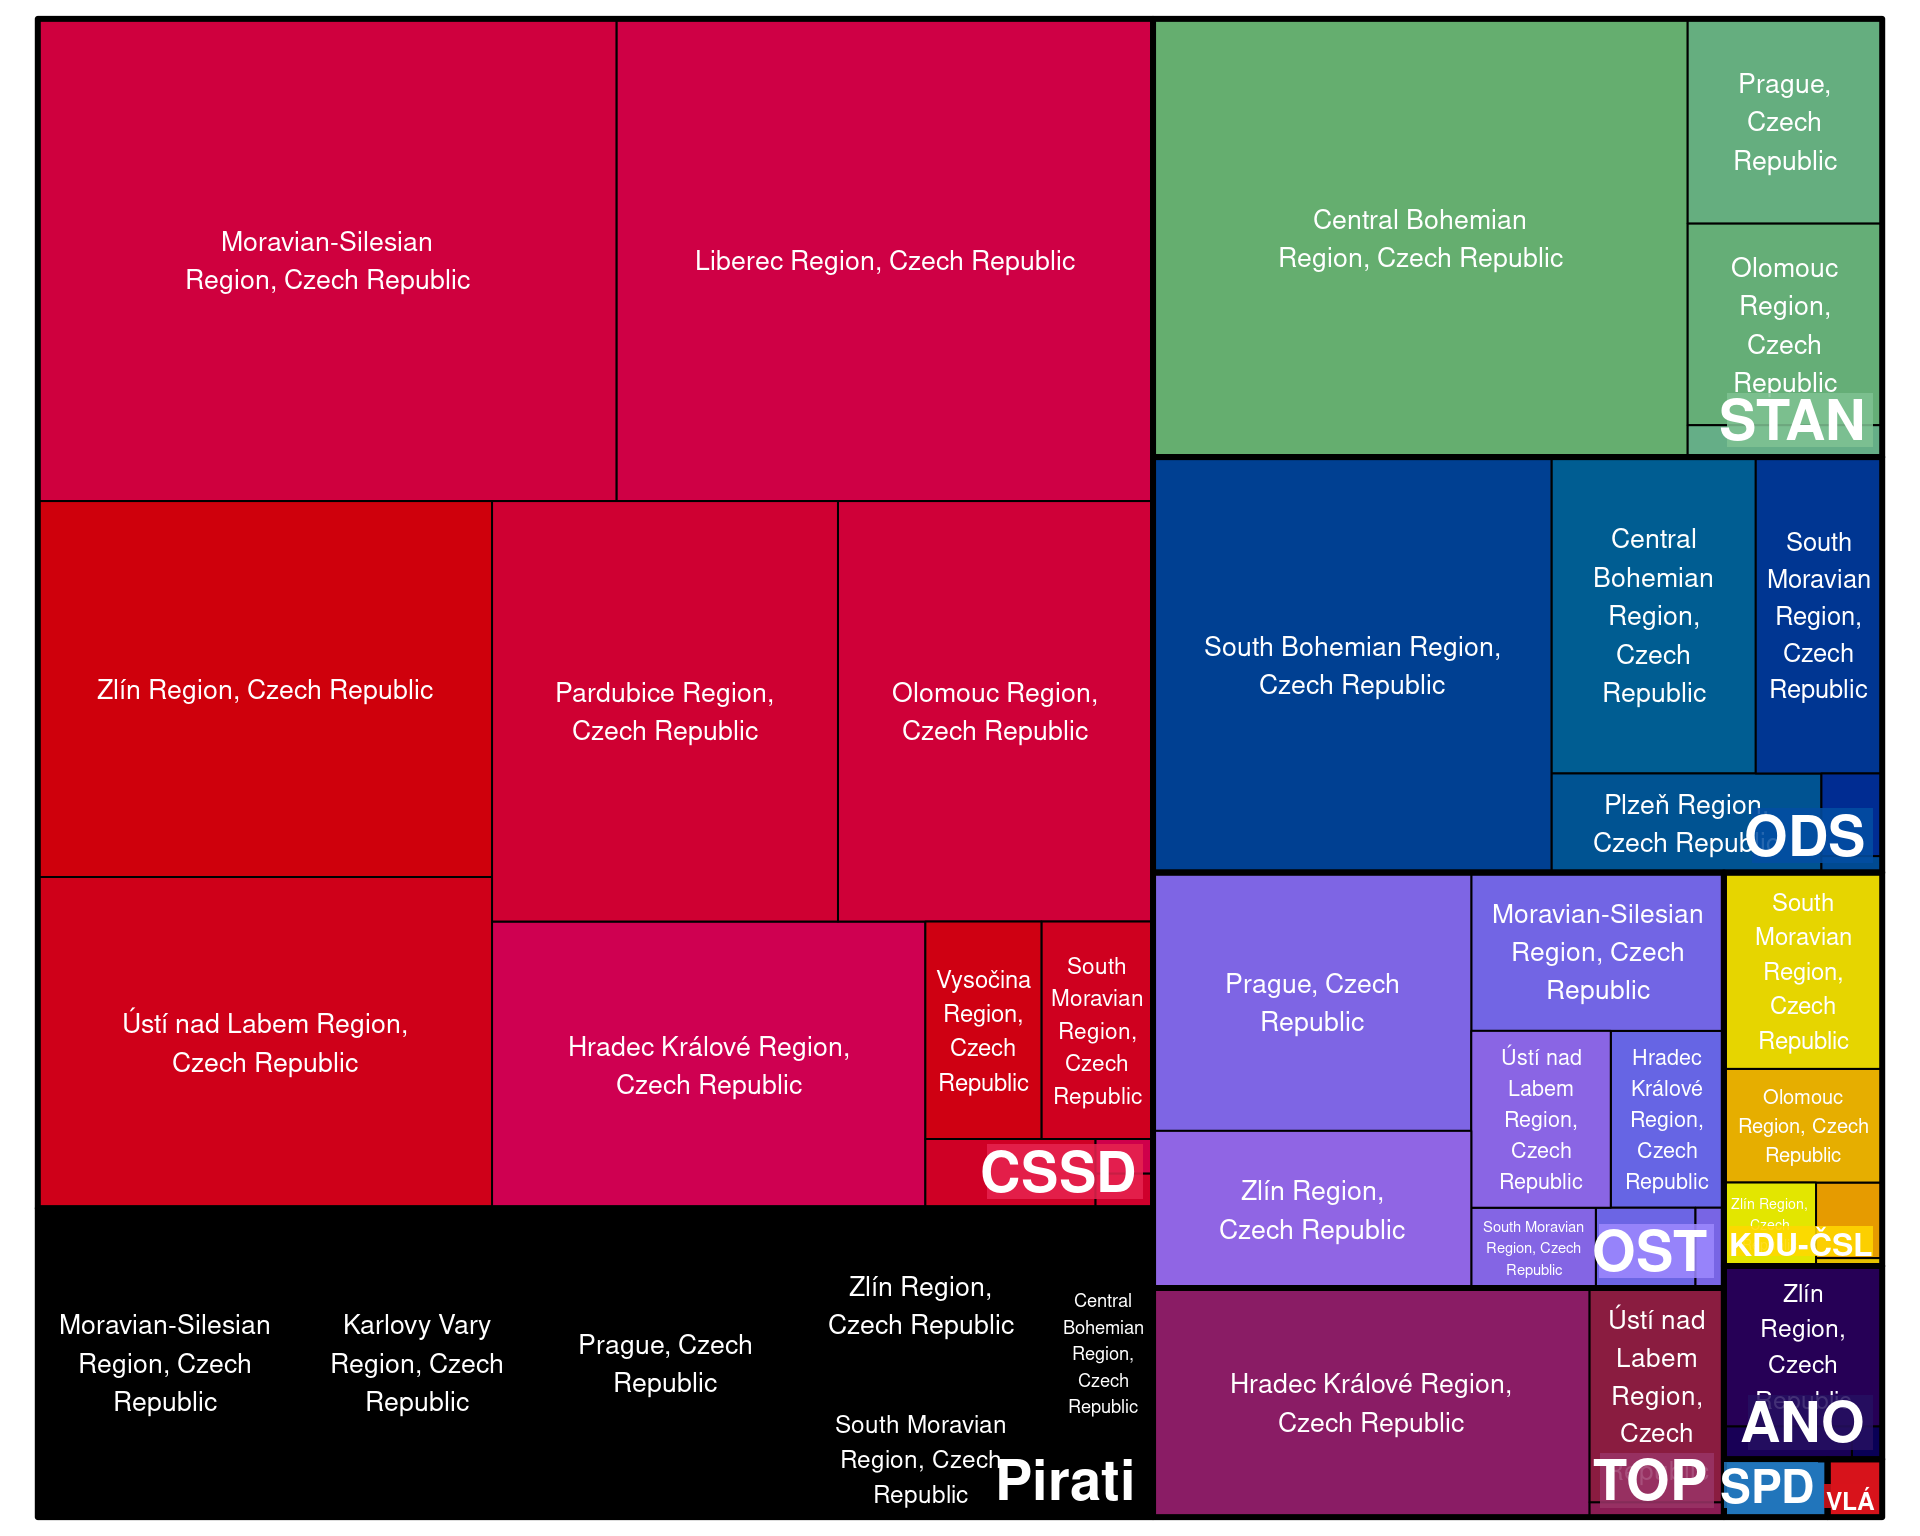 Moravian-Silesian
Region, Czech Republic
Liberec Region, Czech Republic
Zlín Region, Czech Republic
Pardubice Region,
Czech Republic
Olomouc Region,
Czech Republic
Ústí nad Labem Region,
Czech Republic
Hradec Králové Region,
Czech Republic
Vysočina
Region,
Czech
Republic
South
Moravian
Region,
Czech
Republic
CSSD
Moravian-Silesian
Region, Czech
Republic
Karlovy Vary
Region, Czech
Republic
Prague, Czech
Republic
Zlín Region,
Czech Republic
South Moravian
Region, Czech
Republic
Central
Bohemian
Region,
Czech
Republic
Pirati
Central Bohemian
Region, Czech Republic
Prague,
Czech
Republic
Olomouc
Region,
Czech
Republic
STAN
South Bohemian Region,
Czech Republic
Central
Bohemian
Region,
Czech
Republic
South
Moravian
Region,
Czech
Republic
Plzeň Region,
Czech Republic
ODS
Prague, Czech
Republic
Moravian-Silesian
Region, Czech
Republic
Zlín Region,
Czech Republic
Ústí nad
Labem
Region,
Czech
Republic
Hradec
Králové
Region,
Czech
Republic
South Moravian
Region, Czech
Republic
OST
South
Moravian
Region,
Czech
Republic
Olomouc
Region, Czech
Republic
Zlín Region,
Czech
KDU-ČSL
Hradec Králové Region,
Czech Republic
Ústí nad
Labem
Region,
Czech
Republic
TOP
Zlín
Region,
Czech
Republic
ANO
SPD
VLÁ